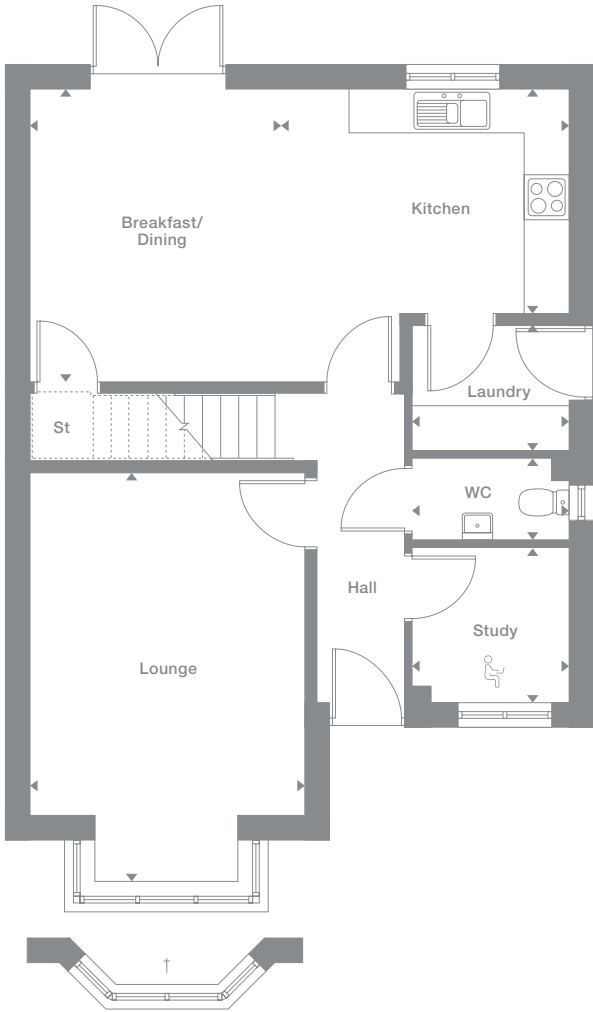 Breakfast/
Dining
Kitchen
Laundry
St
WC
Hall
Study
Lounge
†